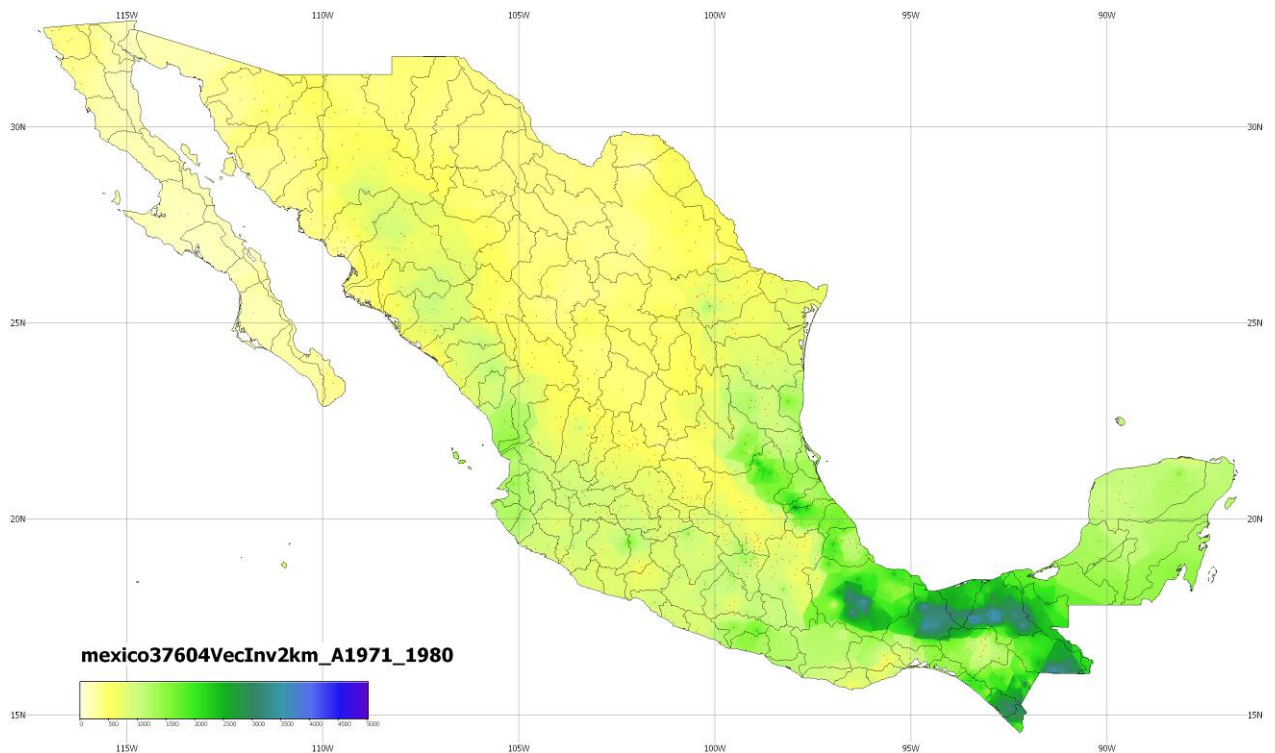 115W 110W 105W 100W 95W 90W
30N 30N
25N 25N
20N 20N
mexico37604VecInv2km_A1971_1980
0 500 1000 1500 2000 2500 3000 3500 4000 4500 5000
15N 15N
115W 110W 105W 100W 95W 90W